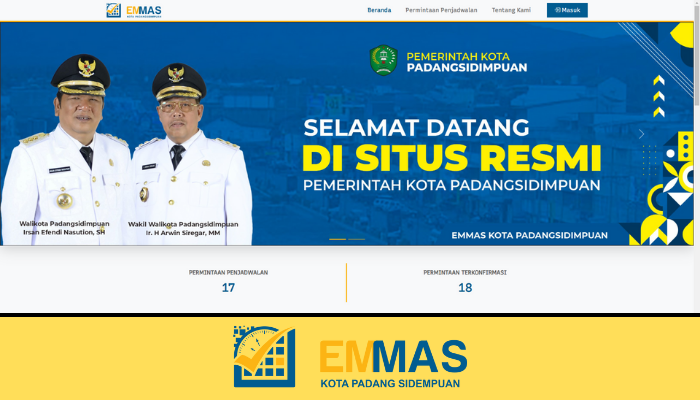 EMMAS
KOTA PADANGSIDIMPUAN
Beranda
Permintaan Penjadwalan
Tentang Kami
Masuk
PEMERINTAH KOTA
PADANGSIDIMPUAN
SELAMAT DATANG
DI SITUS RESMI
PEMERINTAH KOTA PADANGSIDIMPUAN
Walikota Padangsidimpuan
Irsan Efendi Nasution, SH
Wakil Walikota Padangsidimpuan
Ir. H Arwin Siregar, MM
EMMAS KOTA PADANGSIDIMPUAN
PERMINTAAN PENJADWALAN
17
PERMINTAAN TERKONFIRMASI
18
EMMAS
KOTA PADANG SIDEMPUAN